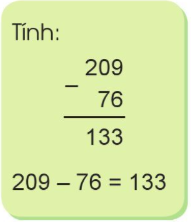 Tính:
209
–
76
133
209 – 76 = 133